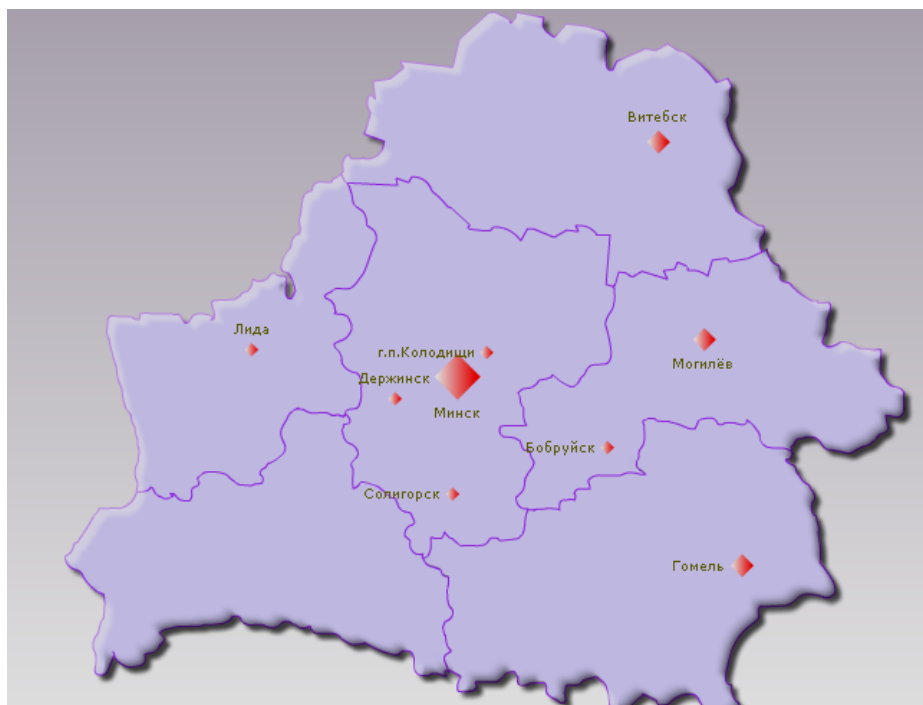 Витебск
Лида
Могилёв
г.п.Колодищи
Держинск
Минск
Бобруйск
Солигорск
Гомель